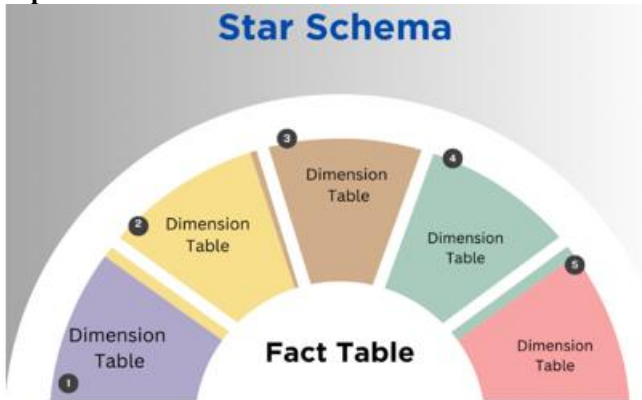 Star Schema
3
Dimension
Table
4
2
Dimension
Table
Dimension
Table
5
Dimension
Table
1
Dimension
Table
Fact Table